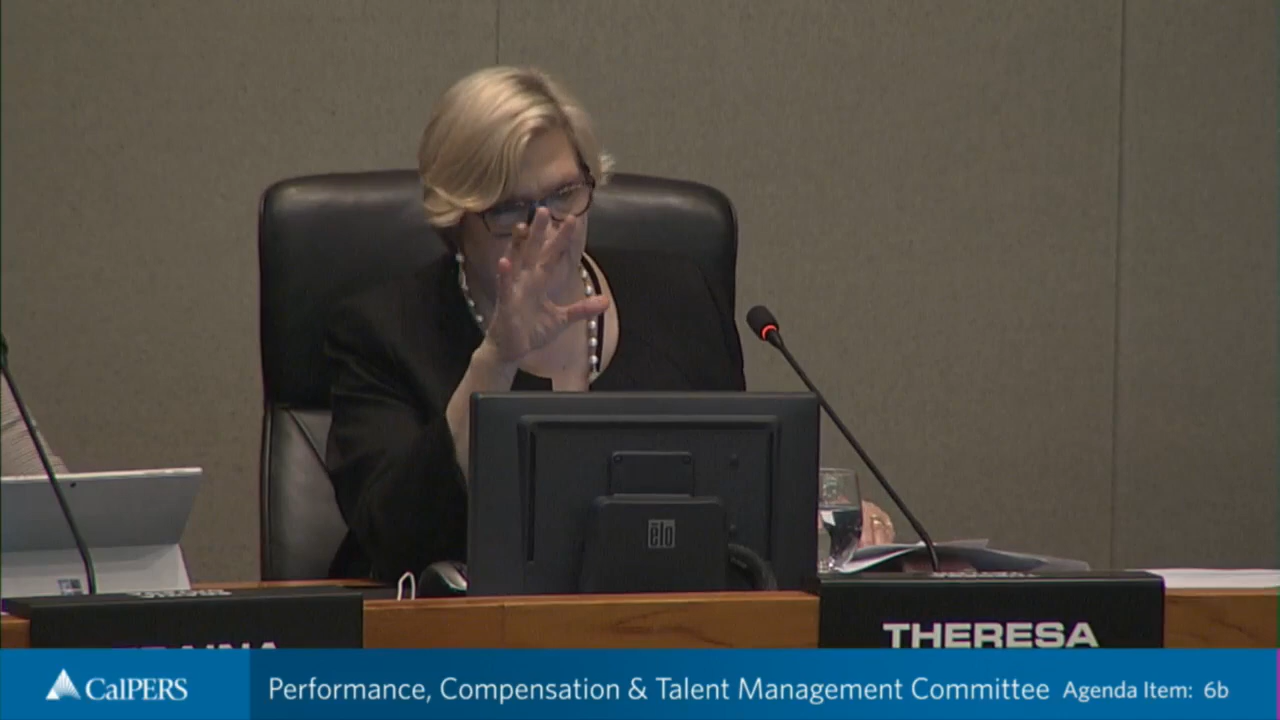 elo
THERESA
CalPERS
Performance, Compensation & Talent Management Committee Agenda Item: 6b